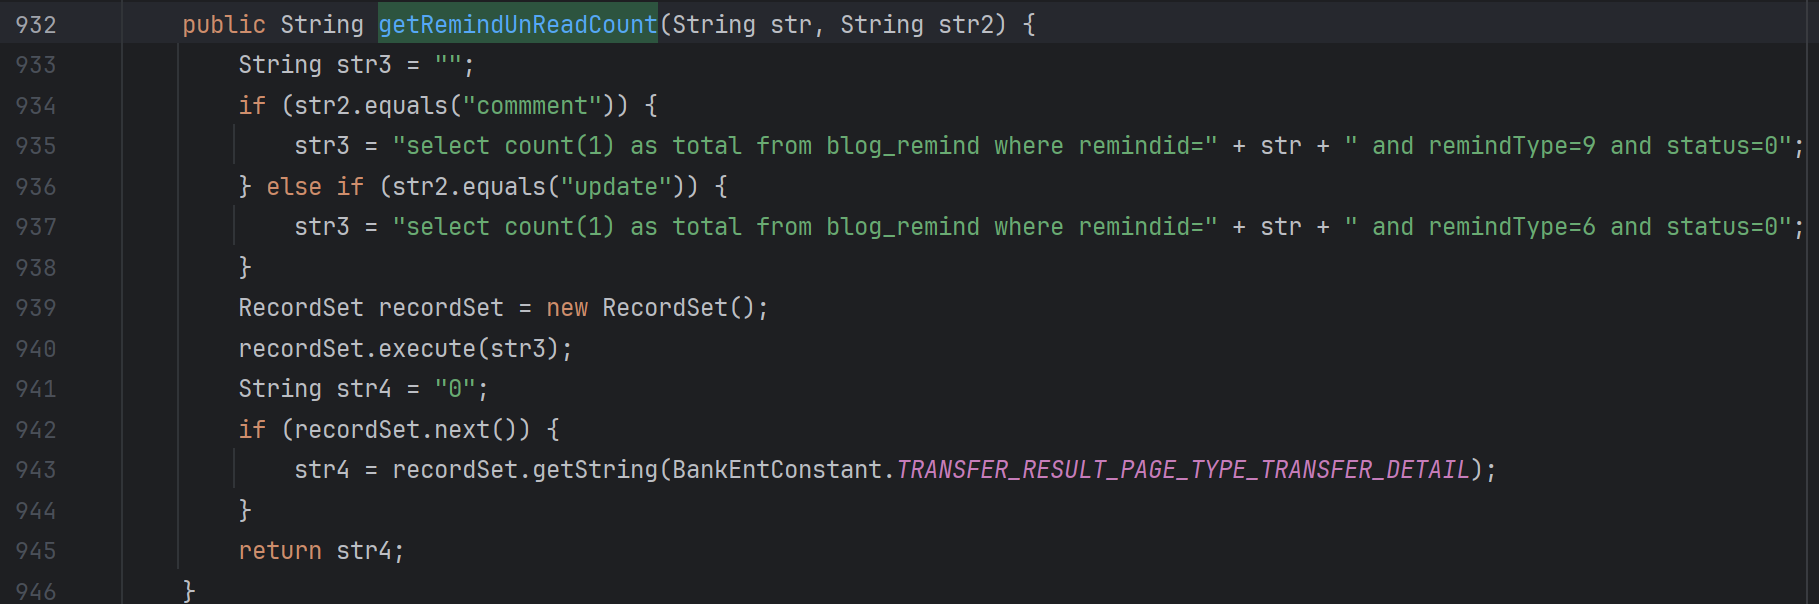 932 public String getRemindUnReadCount(String str, String str2) {
933 String str3 = "";
934 if (str2.equals("commment")) {
935 str3 = "select count(1) as total from blog_remind where remindid=" + str + " and remindType=9 and status=0";
936 } else if (str2.equals("update")) {
937 str3 = "select count(1) as total from blog_remind where remindid=" + str + " and remindType=6 and status=0";
938 }
939 RecordSet recordSet = new RecordSet();
940 recordSet.execute(str3);
941 String str4 = "0";
942 if (recordSet.next()) {
943 str4 = recordSet.getString(BankEntConstant.TRANSFER_RESULT_PAGE_TYPE_TRANSFER_DETAIL);
944 }
945 return str4;
946 }